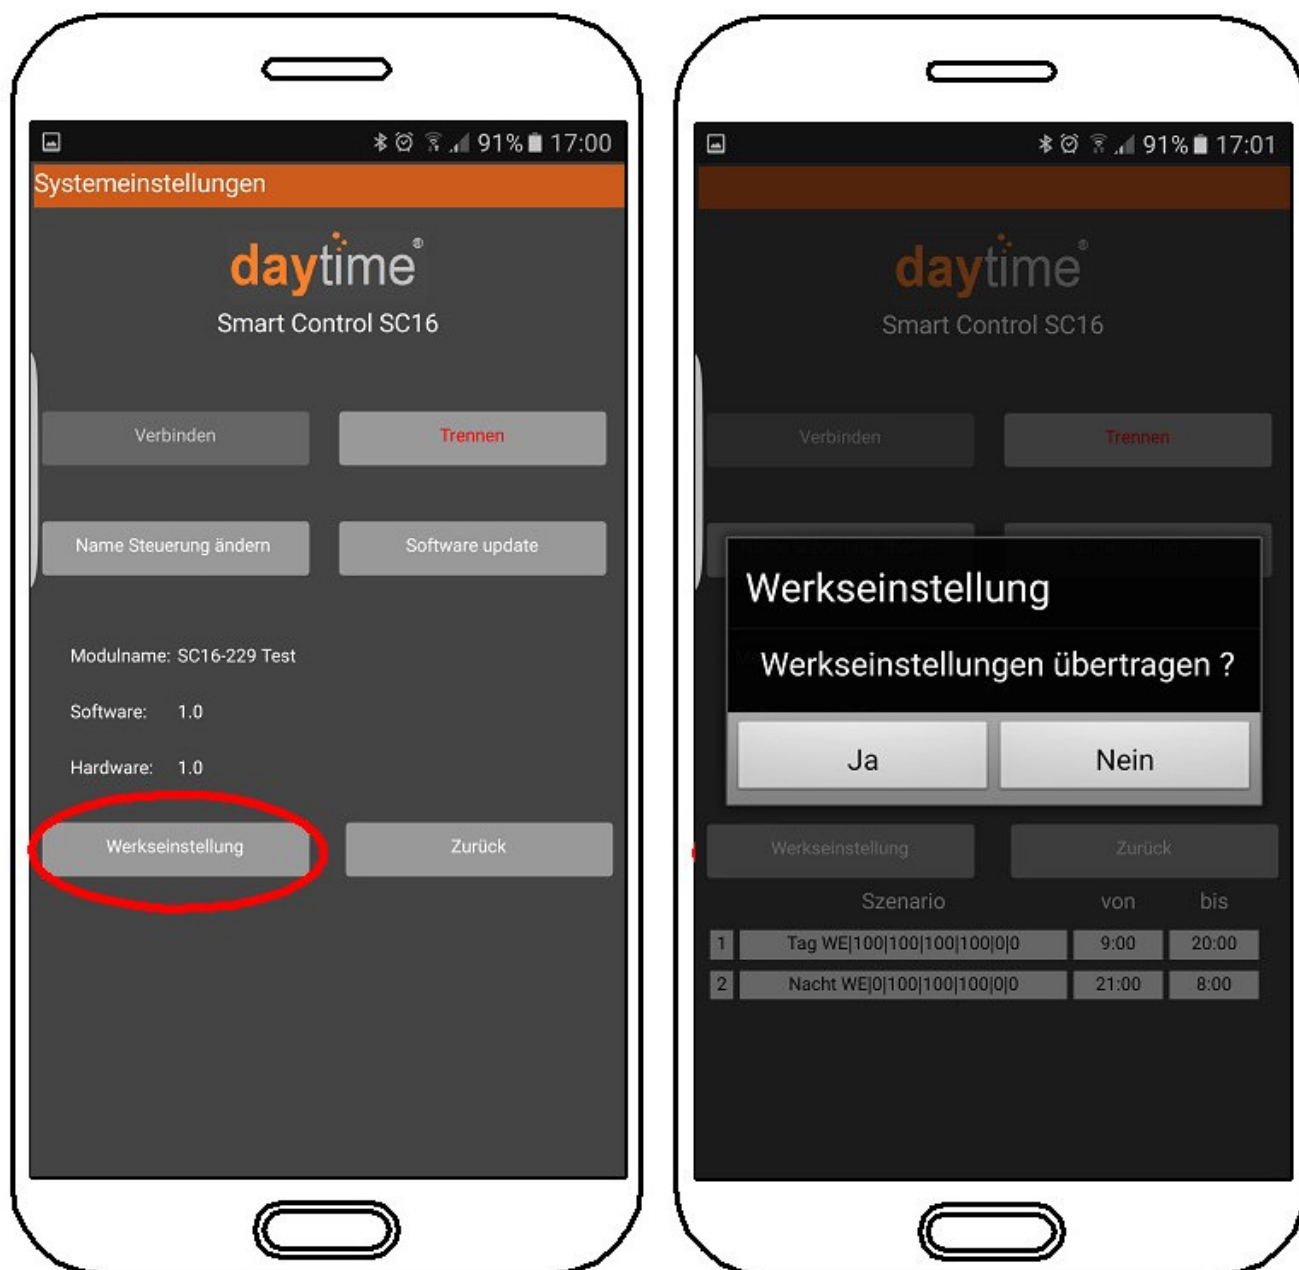 91% 17:00
Systemeinstellungen
daytime®
Smart Control SC16
Verbinden Trennen
Name Steuerung ändern Software update
Modulname: SC16-229 Test
Software: 1.0
Hardware: 1.0
Werkseinstellung Zurück
91% 17:01
daytime®
Smart Control SC16
Verbinden Trennen
Werkseinstellung
Werkseinstellungen übertragen ?
Ja Nein
Werkseinstellung Zurück
Szenario von bis
1 Tag WE|100|100|100|100|0|0 9:00 20:00
2 Nacht WE|0|100|100|100|0|0 21:00 8:00